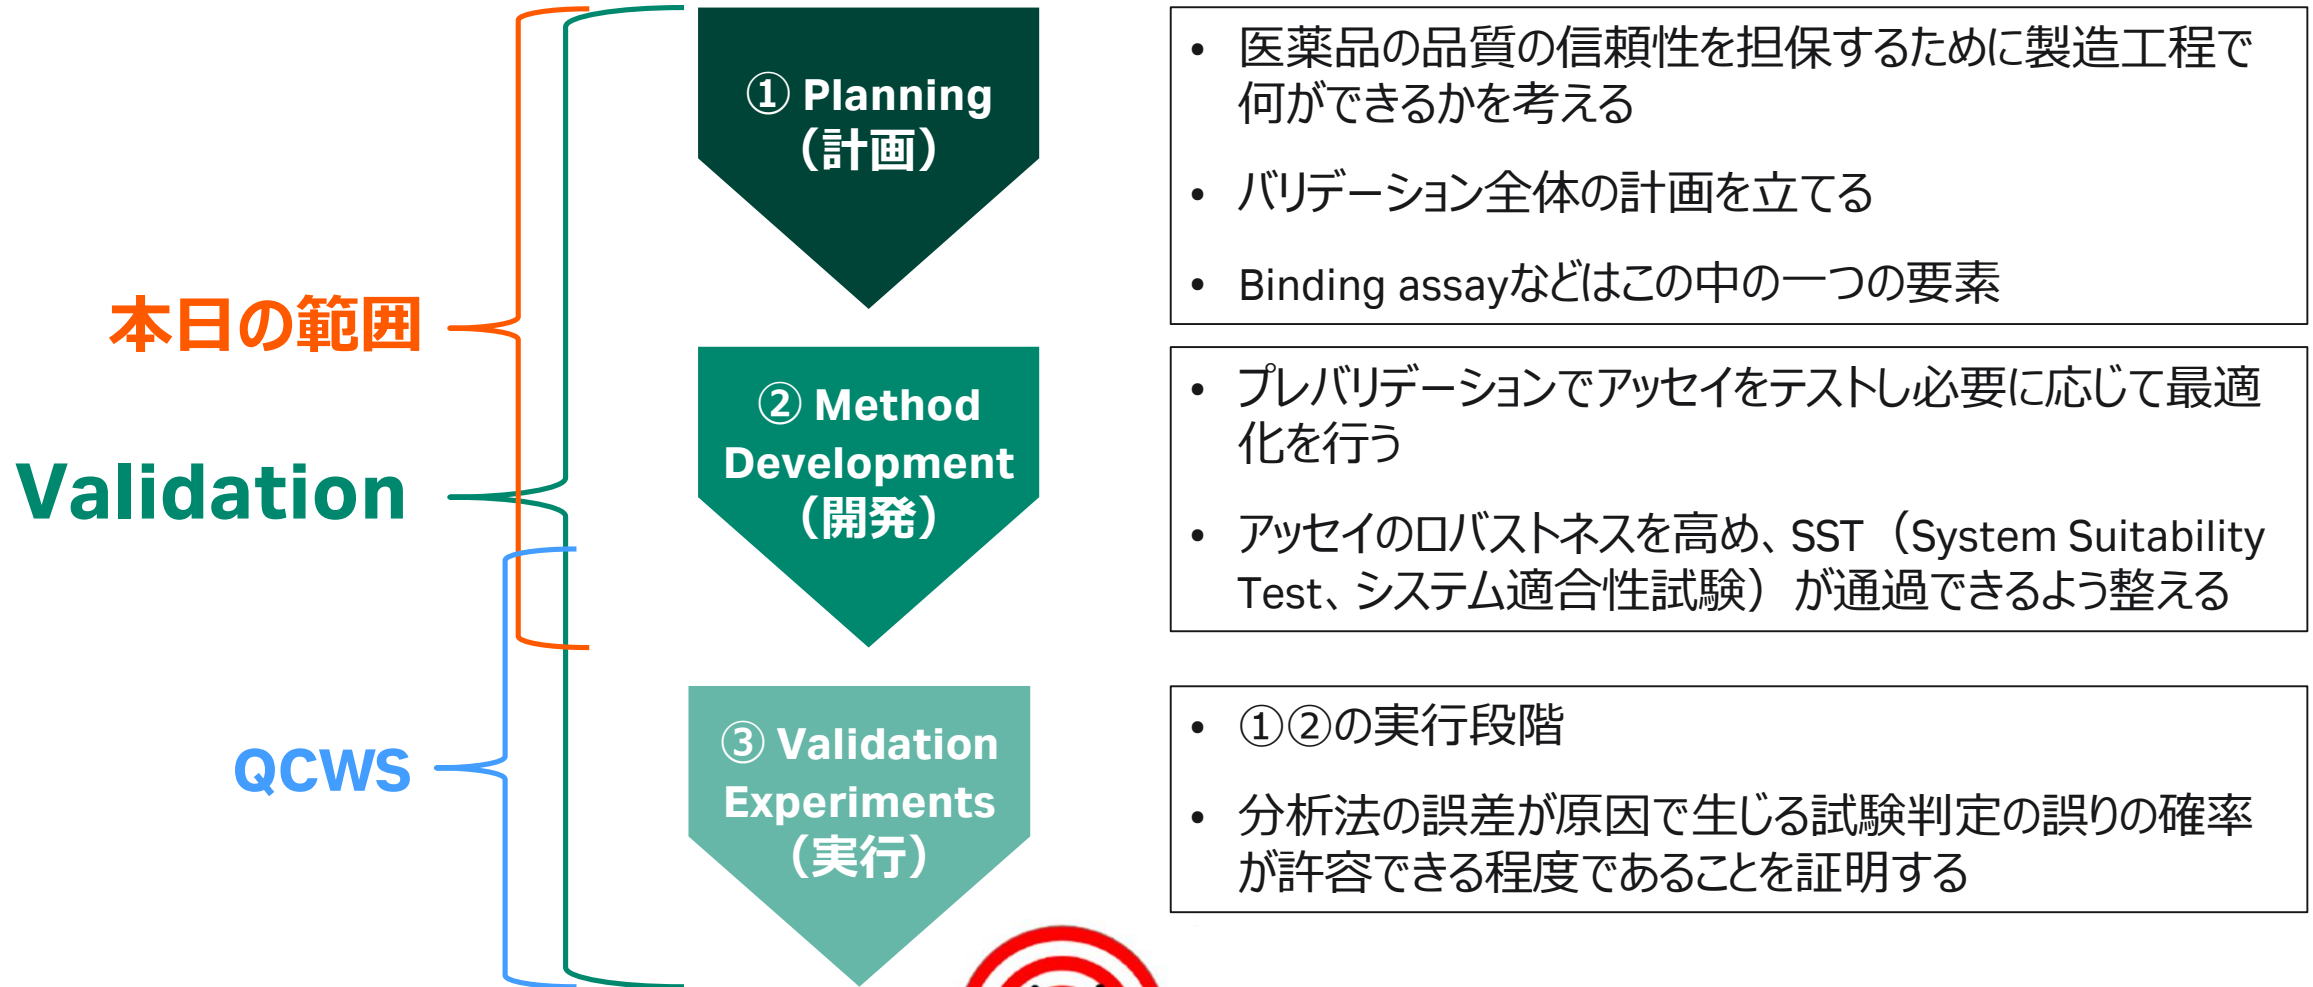 ① Planning
（計画）
• 医薬品の品質の信頼性を担保するために製造工程で
何ができるかを考える
• バリデーション全体の計画を立てる
• Binding assayなどはこの中の一つの要素
本日の範囲
② Method
Development
（開発）
• プレバリデーションでアッセイをテストし必要に応じて最適
化を行う
• アッセイのロバストネスを高め、SST（System Suitability
Test、システム適合性試験）が通過できるよう整える
Validation
③ Validation
Experiments
（実行）
• ①②の実行段階
• 分析法の誤差が原因で生じる試験判定の誤りの確率
が許容できる程度であることを証明する
QCWS